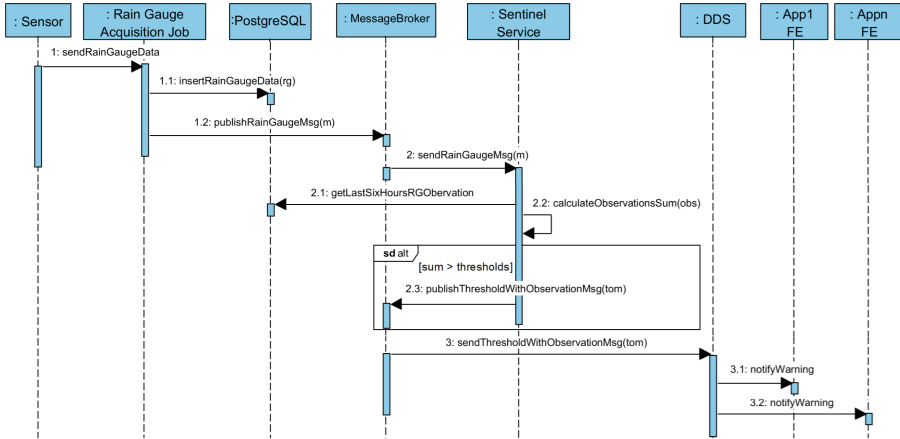 : Sensor
: Rain Gauge
Acquisition Job
:PostgreSQL
: MessageBroker
: Sentinel
Service
: DDS
: App1
FE
: Appn
FE
1: sendRainGaugeData
1.1: insertRainGaugeData(rg)
1.2: publishRainGaugeMsg(m)
2: sendRainGaugeMsg(m)
2.1: getLastSixHoursRGObervation
2.2: calculateObservationsSum(obs)
sd alt
[sum > thresholds]
2.3: publishThresholdWithObservationMsg(tom)
3: sendThresholdWithObservationMsg(tom)
3.1: notifyWarning
3.2: notifyWarning